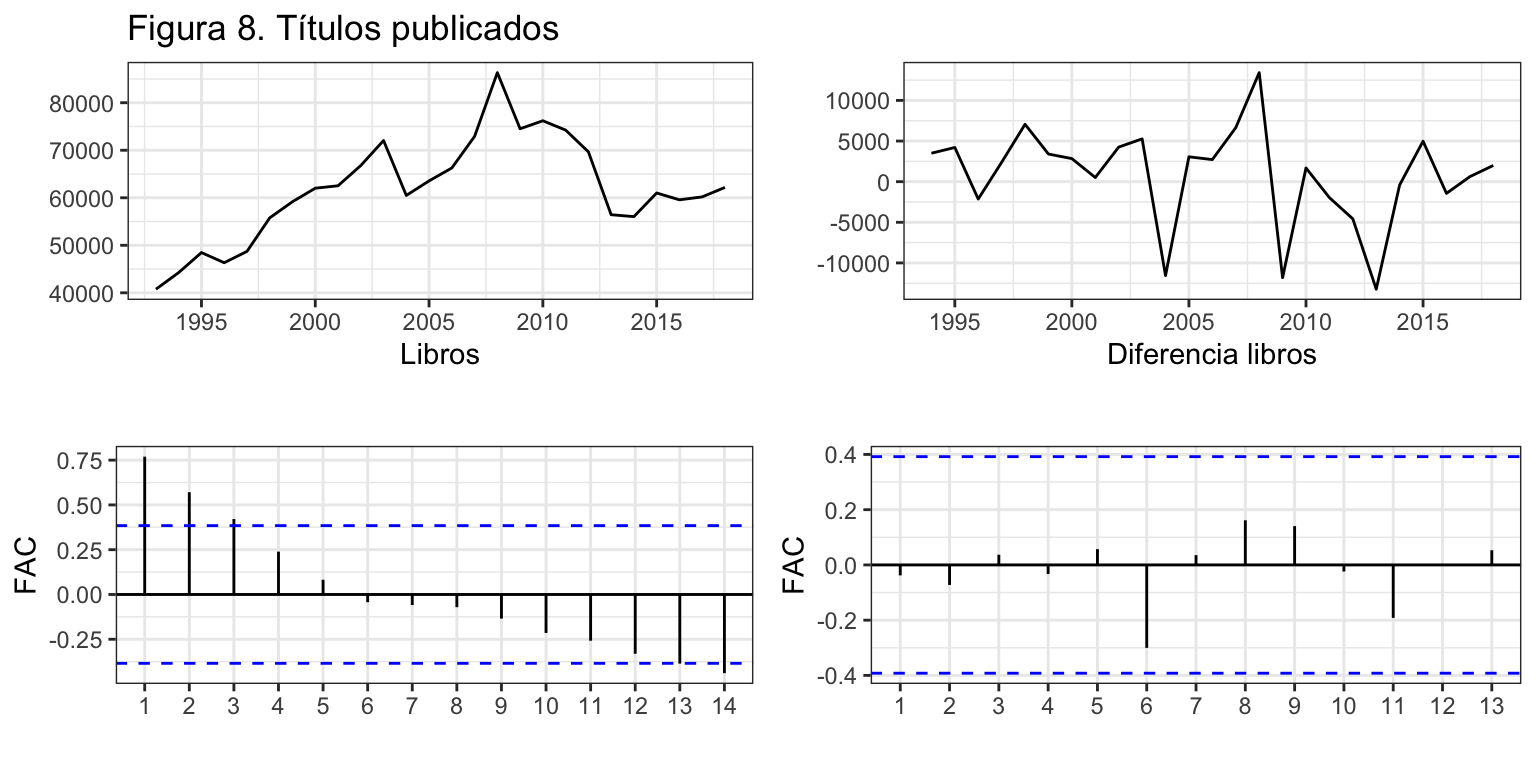 Figura 8. Títulos publicados
80000
70000
60000
50000
40000
1995 2000 2005 2010 2015
Libros
10000
5000
0
-5000
-10000
1995 2000 2005 2010 2015
Diferencia libros
FAC
0.75
0.50
0.25
0.00
-0.25
1 2 3 4 5 6 7 8 9 10 11 12 13 14
FAC
0.4
0.2
0.0
-0.2
-0.4
1 2 3 4 5 6 7 8 9 10 11 12 13